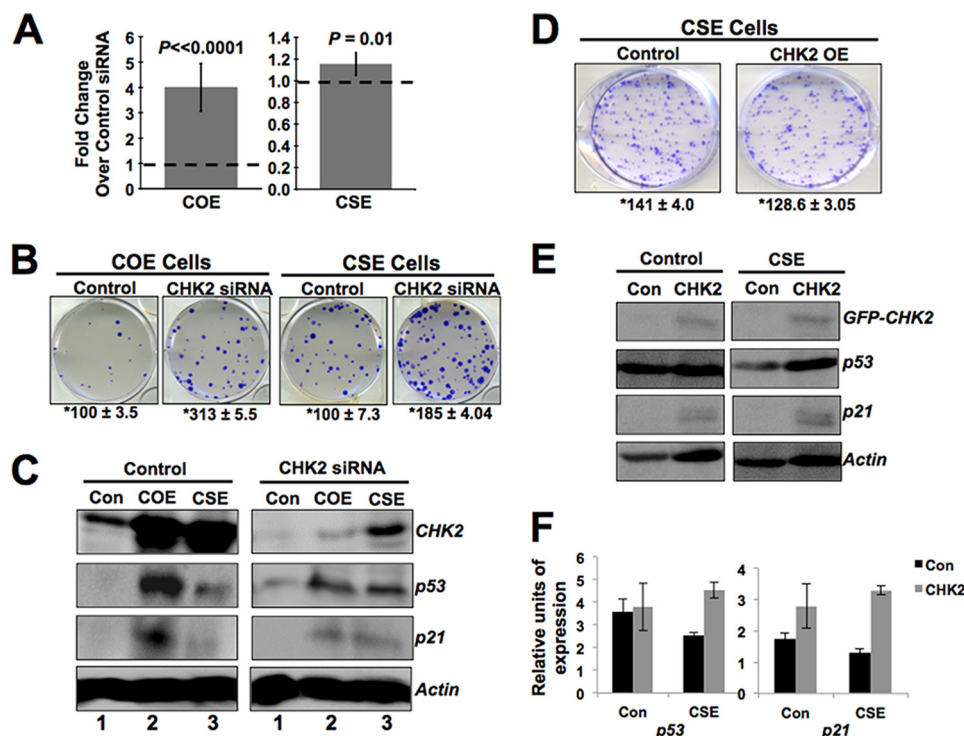 A
Fold Change
Over Control siRNA
6
5
4
3
2
1
0
P<<0.0001
COE
1.4
1.2
1.0
0.8
0.6
0.4
0.2
0.0
P = 0.01
CSE
B
COE Cells
Control
CHK2 siRNA
*100 ± 3.5
*313 ± 5.5
CSE Cells
Control
CHK2 siRNA
*100 ± 7.3
*185 ± 4.04
C
Control
CHK2 siRNA
Con COE CSE
Con COE CSE
CHK2
p53
p21
Actin
1 2 3
1 2 3
D
CSE Cells
Control
CHK2 OE
*141 ± 4.0
*128.6 ± 3.05
E
Control
CSE
Con CHK2
Con CHK2
GFP-CHK2
p53
p21
Actin
F
Relative units of
expression
6
5
4
3
2
1
0
Con
CSE
p53
4
3
2
1
0
Con
CSE
p21
Con
CHK2